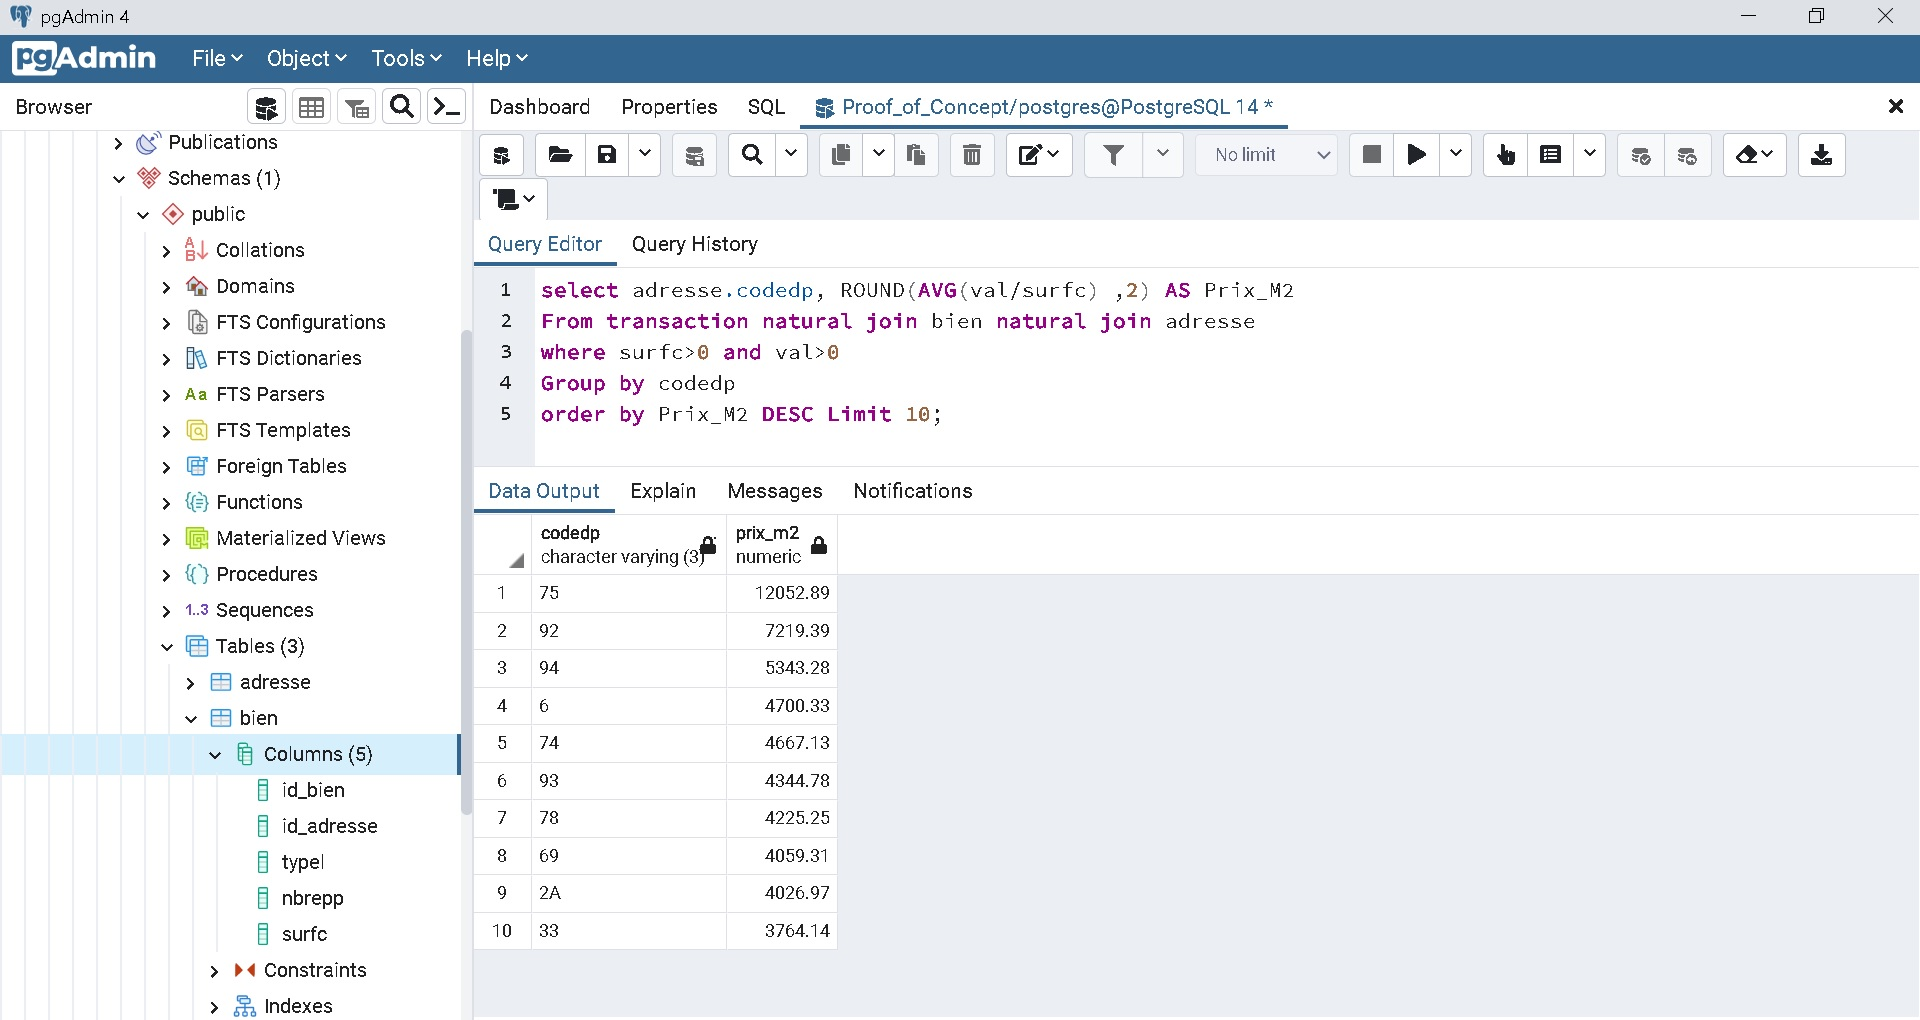 pgAdmin 4
pgAdmin File Object Tools Help
Browser
Dashboard Properties SQL Proof_of_Concept/postgres@PostgreSQL 14 *
No limit
Publications
Schemas (1)
public
Collations
Domains
FTS Configurations
FTS Dictionaries
Aa FTS Parsers
FTS Templates
Foreign Tables
Functions
Materialized Views
Procedures
1..3 Sequences
Tables (3)
adresse
bien
Columns (5)
id_bien
id_adresse
typel
nbrepp
surfc
Constraints
Indexes
Query Editor Query History
1 select adresse.codedp, ROUND(AVG(val/surfc) ,2) AS Prix_M2
2 From transaction natural join bien natural join adresse
3 where surfc>0 and val>0
4 Group by codedp
5 order by Prix_M2 DESC Limit 10;
Data Output Explain Messages Notifications
codedp prix_m2
character varying (3) numeric
1 75 12052.89
2 92 7219.39
3 94 5343.28
4 6 4700.33
5 74 4667.13
6 93 4344.78
7 78 4225.25
8 69 4059.31
9 2A 4026.97
10 33 3764.14